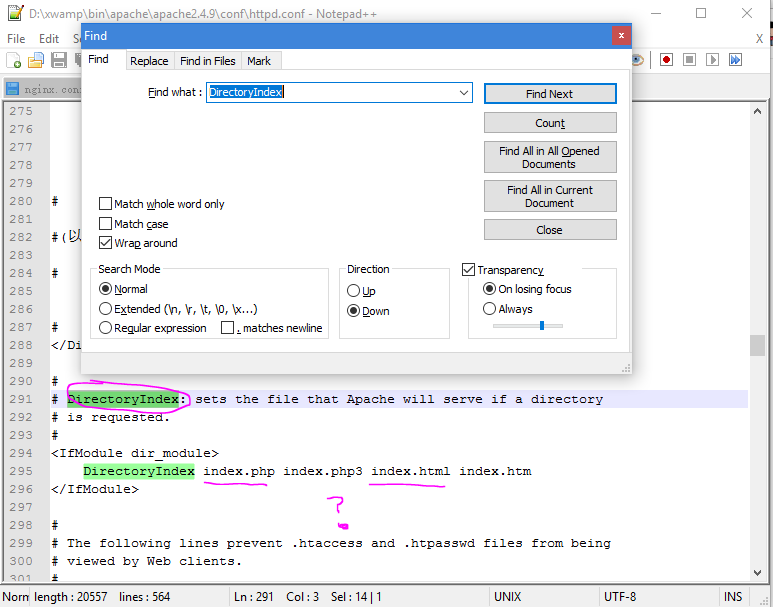 D:\xwamp\bin\apache\apache2.4.9\conf\httpd.conf - Notepad++
File Edit
X
Find
x
Find Replace Find in Files Mark
Find what : DirectoryIndex
Find Next
Count
Find All in All Opened
Documents
Find All in Current
Document
Close
Match whole word only
Match case
Wrap around
Search Mode
Normal
Extended (\n, \r, \t, \0, \x...)
Regular expression
. matches newline
Direction
Up
Down
Transparency
On losing focus
Always
nginx.con
275
276
277
278
279
280 #
281
282 #(以
283
284 #
285
286
287 #
288 </Di
289
290 #
291 # DirectoryIndex: sets the file that Apache will serve if a directory
292 # is requested.
293 #
294 <IfModule dir_module>
295 DirectoryIndex index.php index.php3 index.html index.htm
296 </IfModule>
297
?
298 #
299 # The following lines prevent .htaccess and .htpasswd files from being
300 # viewed by Web clients.
301 #
Norm length : 20557 lines : 564 Ln : 291 Col : 3 Sel : 14 | 1 UNIX UTF-8 INS